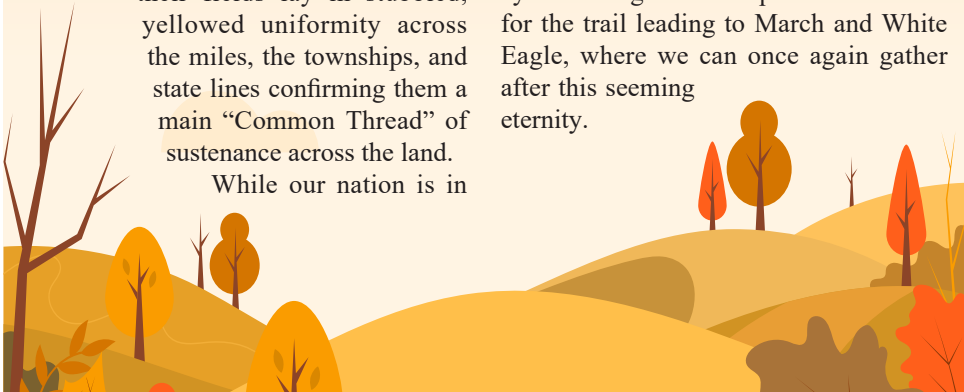 yellowed uniformity across
the miles, the townships, and
state lines confirming them a
main “Common Thread” of
sustenance across the land.
While our nation is in
for the trail leading to March and White
Eagle, where we can once again gather
after this seeming
eternity.